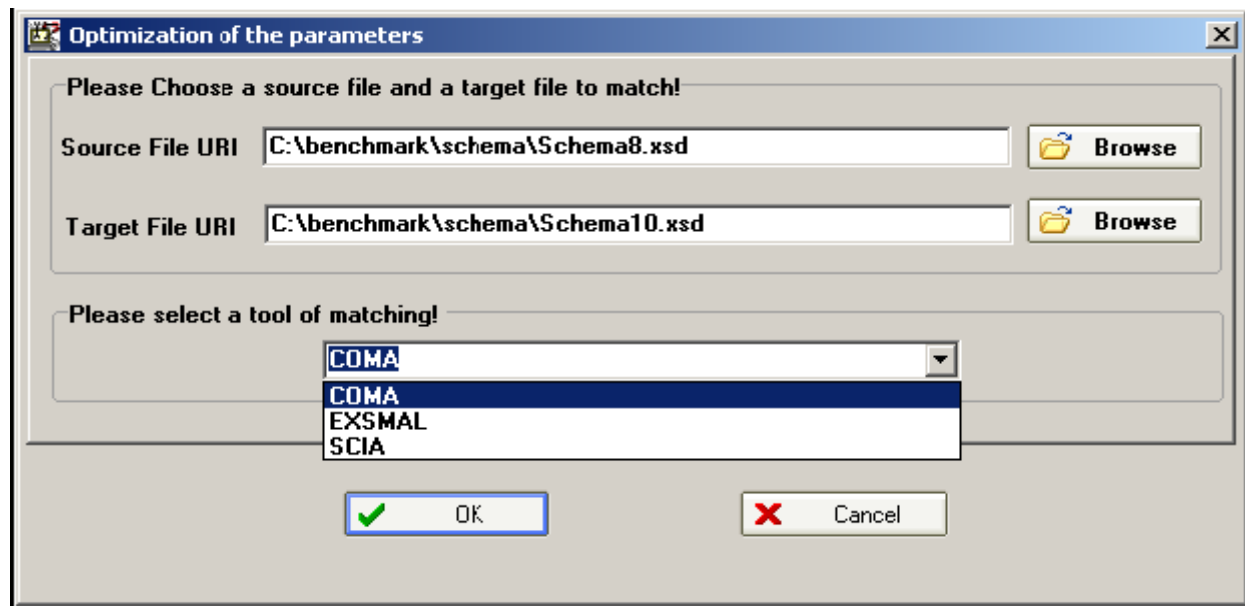 Optimization of the parameters
Please Choose a source file and a target file to match!
Source File URI C:\benchmark\schema\Schema8.xsd Browse
Target File URI C:\benchmark\schema\Schema10.xsd Browse
Please select a tool of matching!
COMA
COMA
EXSMAL
SCIA
OK Cancel